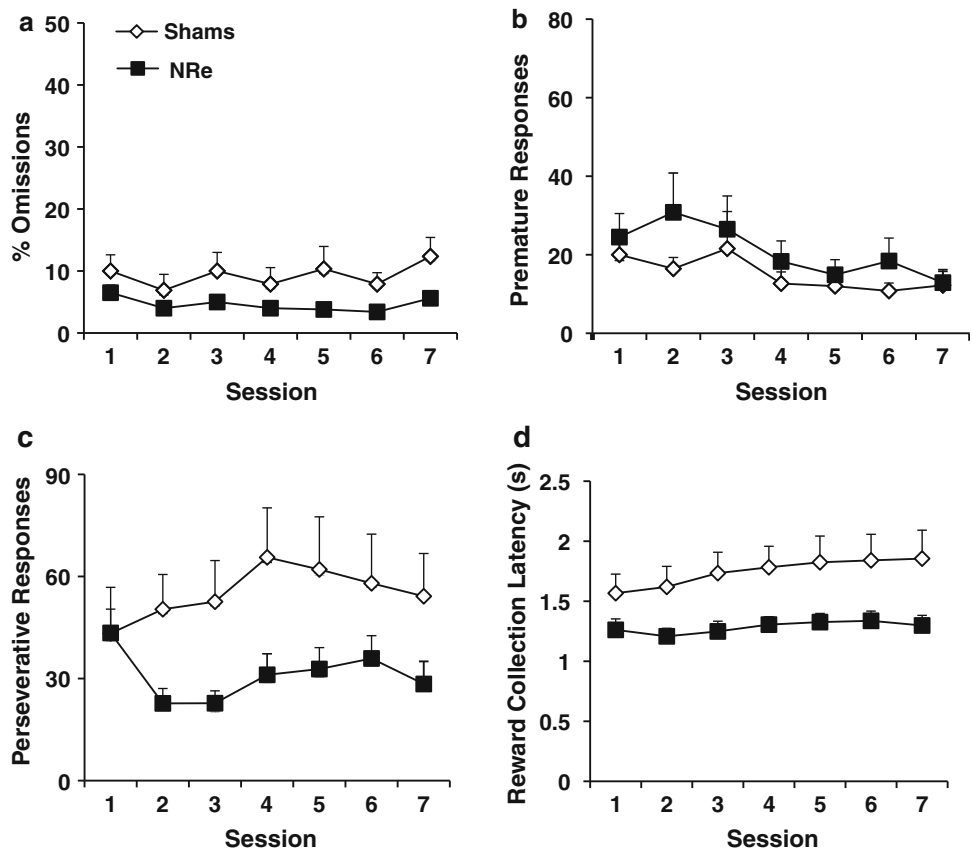 a
% Omissions
50
40
30
20
10
0
Shams
NRe
1 2 3 4 5 6 7
Session
b
Premature Responses
80
60
40
20
0
1 2 3 4 5 6 7
Session
c
Perseverative Responses
90
60
30
0
1 2 3 4 5 6 7
Session
d
Reward Collection Latency (s)
2.5
2
1.5
1
0.5
0
1 2 3 4 5 6 7
Session